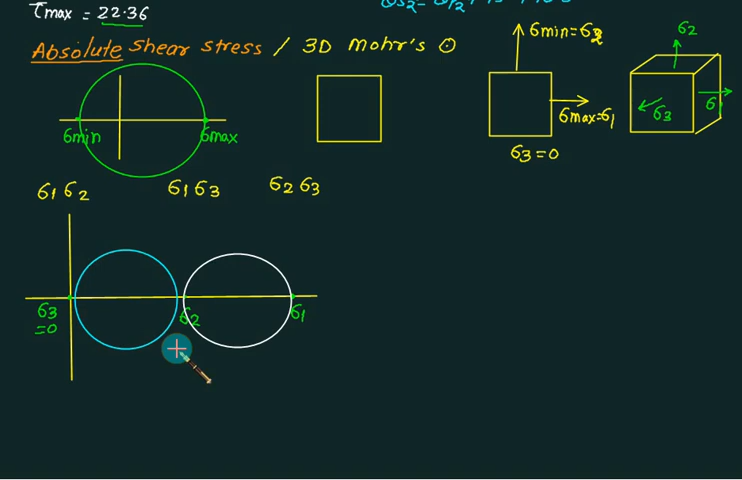 τmax = 22.36
Absolute shear stress / 3D Mohr's ⊙
6min=62
6max=61
63=0
62
6
63
6min
6max
6162
6163
6263
63
=0
62
61